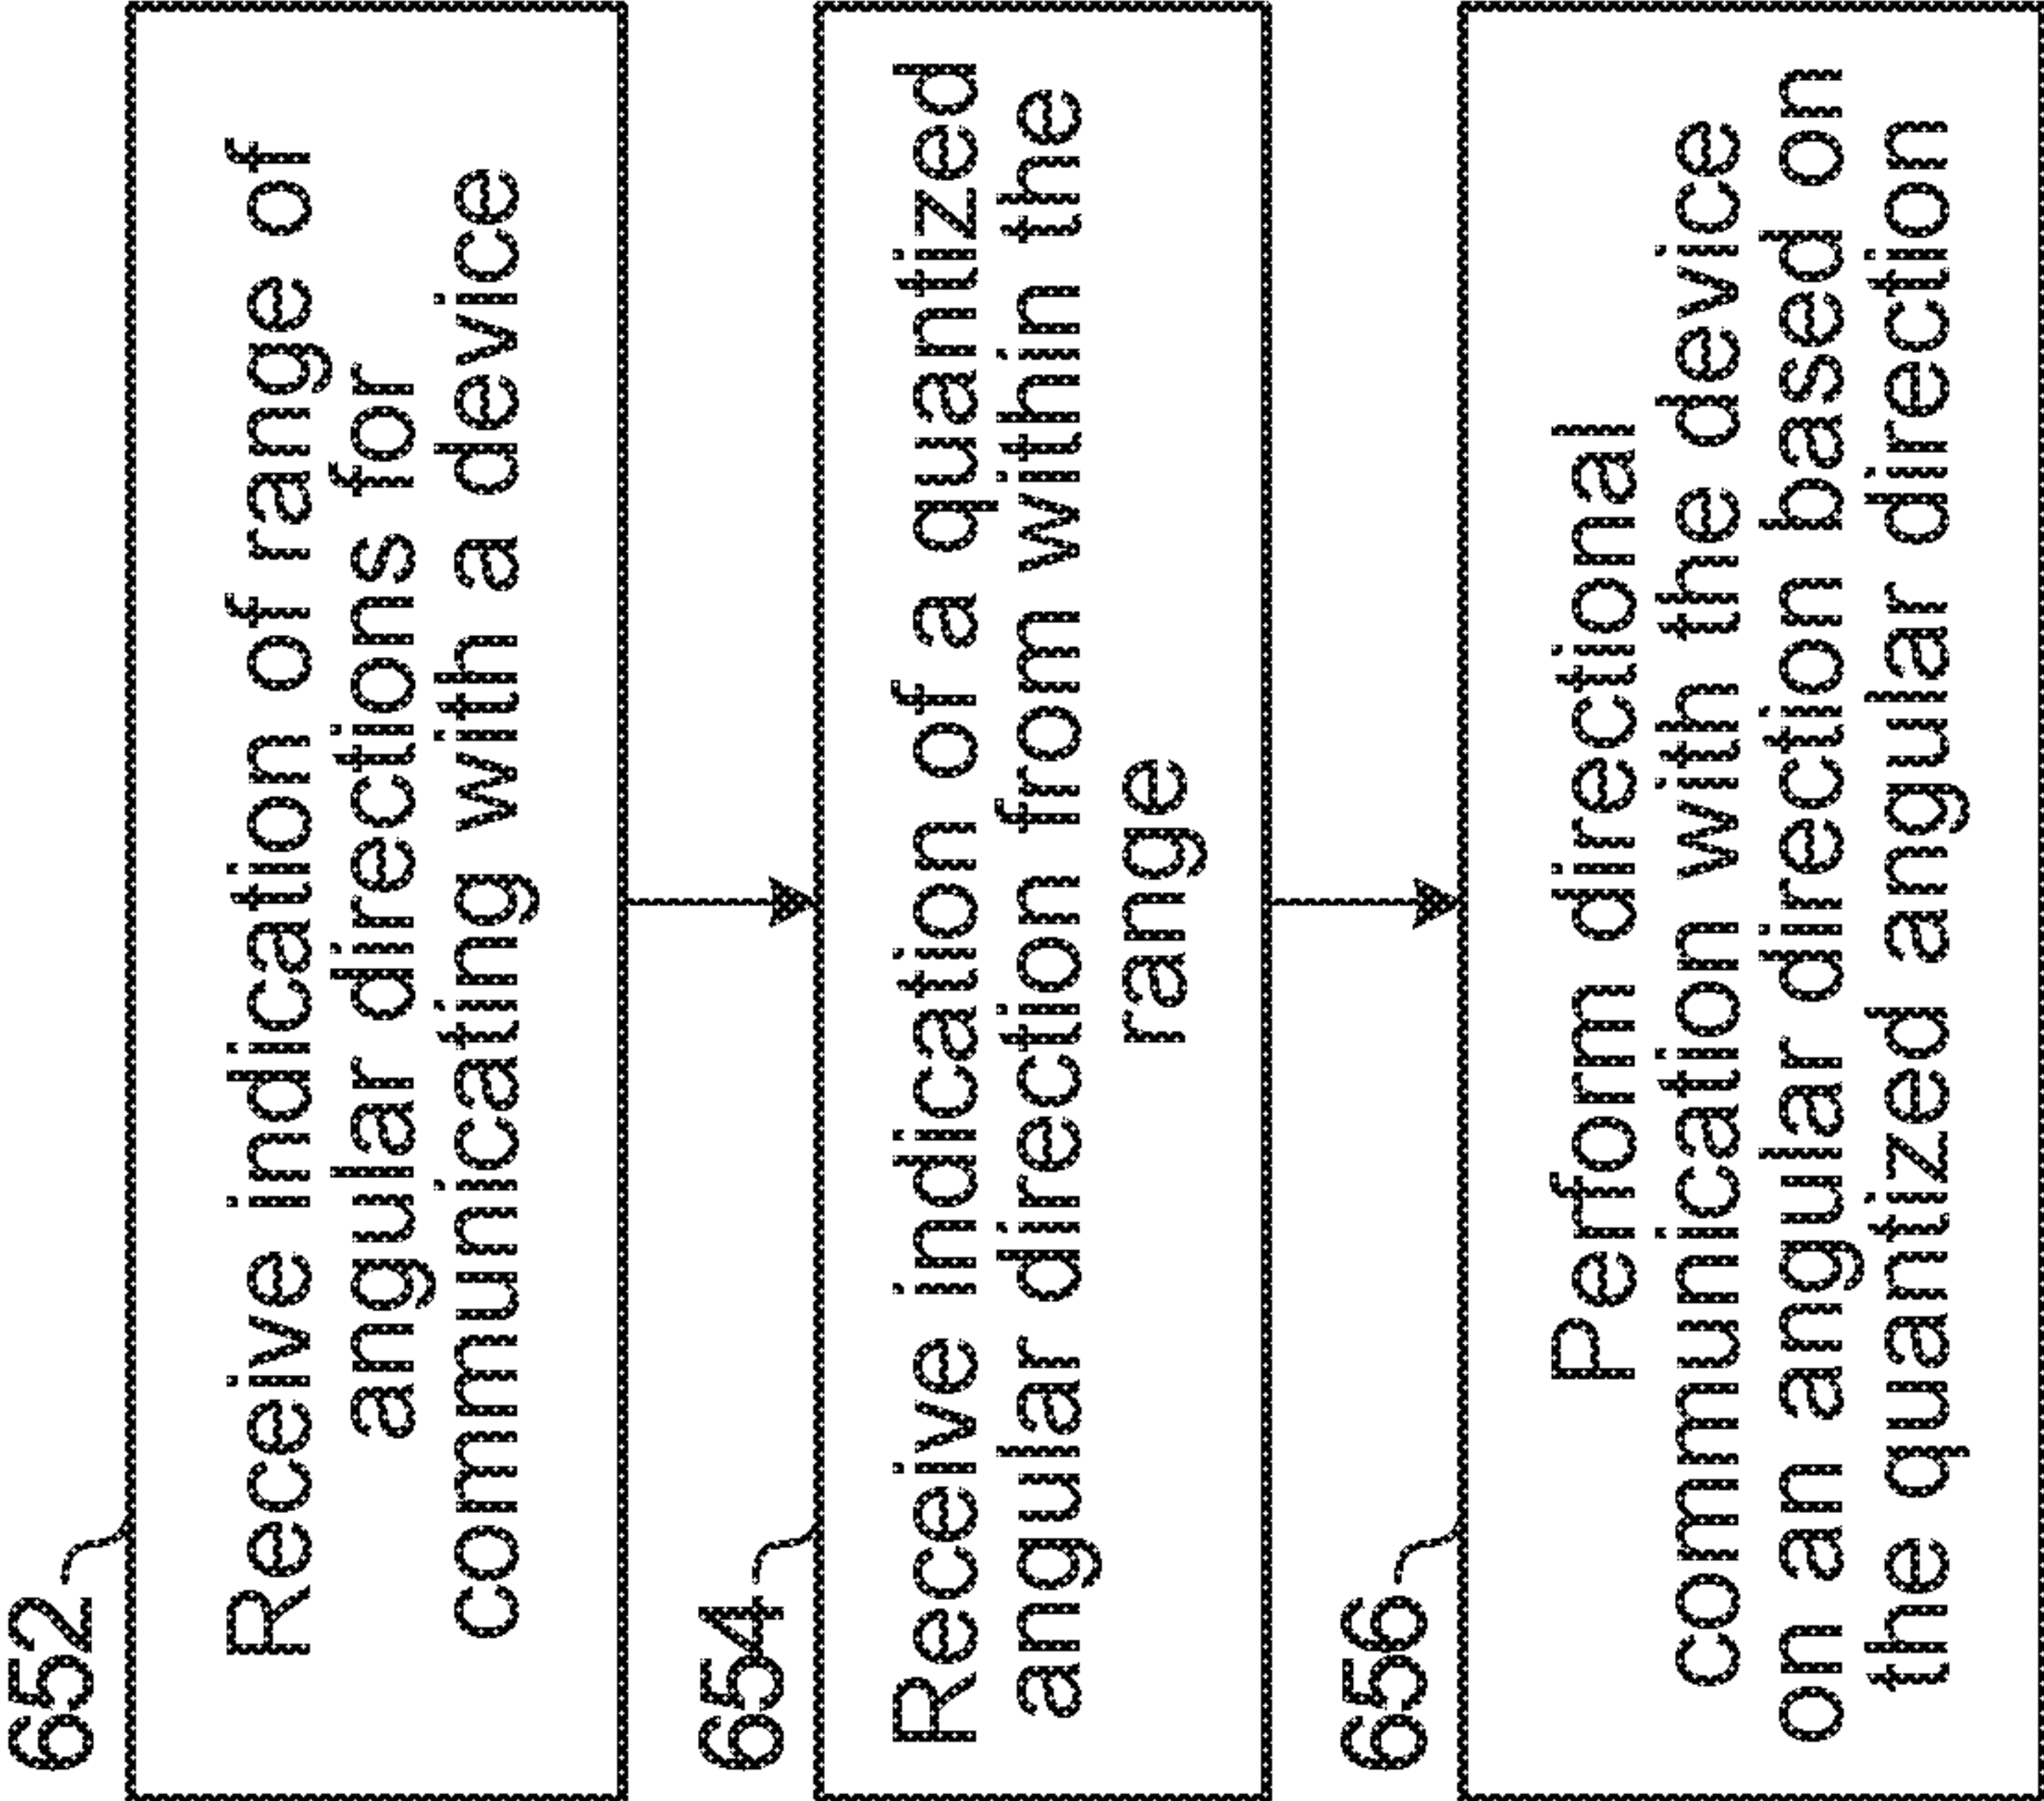 652
Receive indication of range of
angular directions for
communicating with a device
654
Receive indication of a quantized
angular direction from within the
range
656
Perform directional
communication with the device
on an angular direction based on
the quantized angular direction